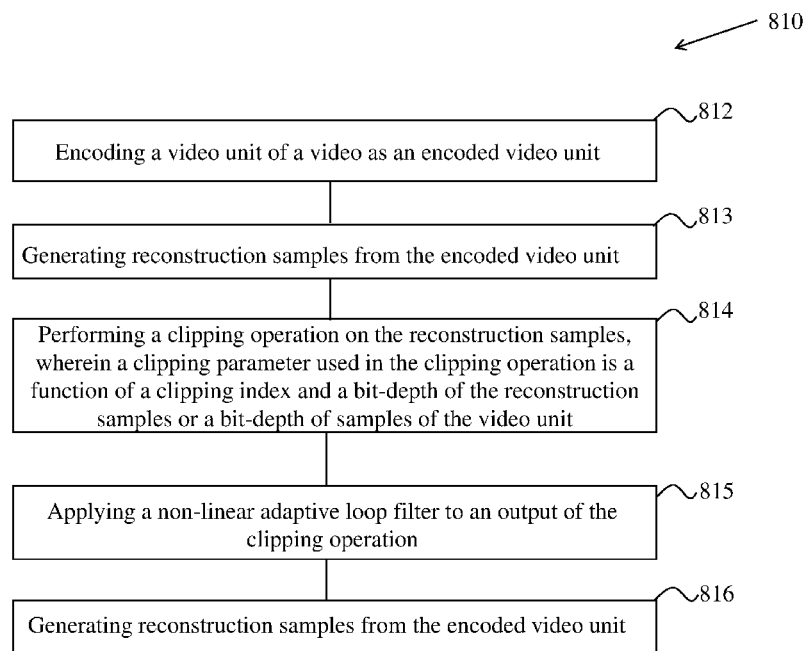 810
812
Encoding a video unit of a video as an encoded video unit
813
Generating reconstruction samples from the encoded video unit
814
Performing a clipping operation on the reconstruction samples,
wherein a clipping parameter used in the clipping operation is a
function of a clipping index and a bit-depth of the reconstruction
samples or a bit-depth of samples of the video unit
815
Applying a non-linear adaptive loop filter to an output of the
clipping operation
816
Generating reconstruction samples from the encoded video unit